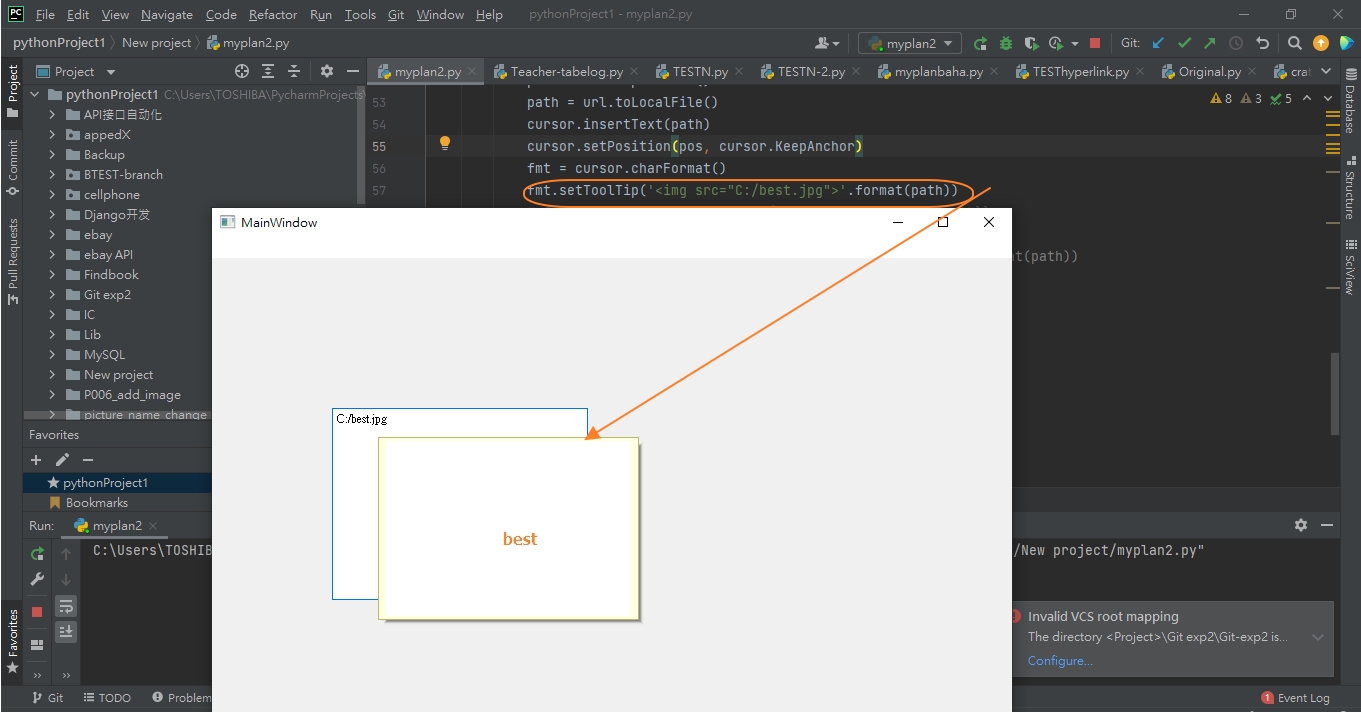 PC File Edit View Navigate Code Refactor Run Tools Git Window Help pythonProject1 - myplan2.py
pythonProject1 New project myplan2.py myplan2 Git:
Project myplan2.py Teacher-tabelog.py TESTN.py TESTN-2.py myplanbaha.py TESThyperlink.py Original.py crat
pythonProject1 C:\Users\TOSHIBA\PycharmProjects
API接口自动化
appedX
Backup
BTEST-branch
cellphone
Django开发
ebay
ebay API
Findbook
Git exp2
IC
Lib
MySQL
New project
P006_add_image
picture name change
53 path = url.toLocalFile()
54 cursor.insertText(path)
55 cursor.setPosition(pos, cursor.KeepAnchor)
56 fmt = cursor.charFormat()
57 fmt.setToolTip('<img src="C:/best.jpg">'.format(path))
8 3 5
t(path))
MainWindow
C:/best.jpg
best
Project
Commit
Pull Requests
Favorites
Database
Structure
SciView
Favorites
pythonProject1
Bookmarks
Run: myplan2
C:\Users\TOSHIB
/New project/myplan2.py"
Invalid VCS root mapping
The directory <Project>\Git exp2\Git-exp2 is...
Configure...
Git TODO Problem
1 Event Log